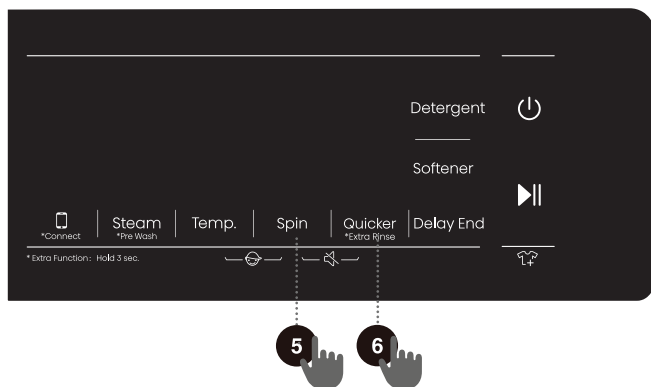 Detergent
Softener
Steam Temp. Spin Quicker Delay End
*Connect *Pre Wash *Extra Rinse
* Extra Function: Hold 3 sec.
5 6